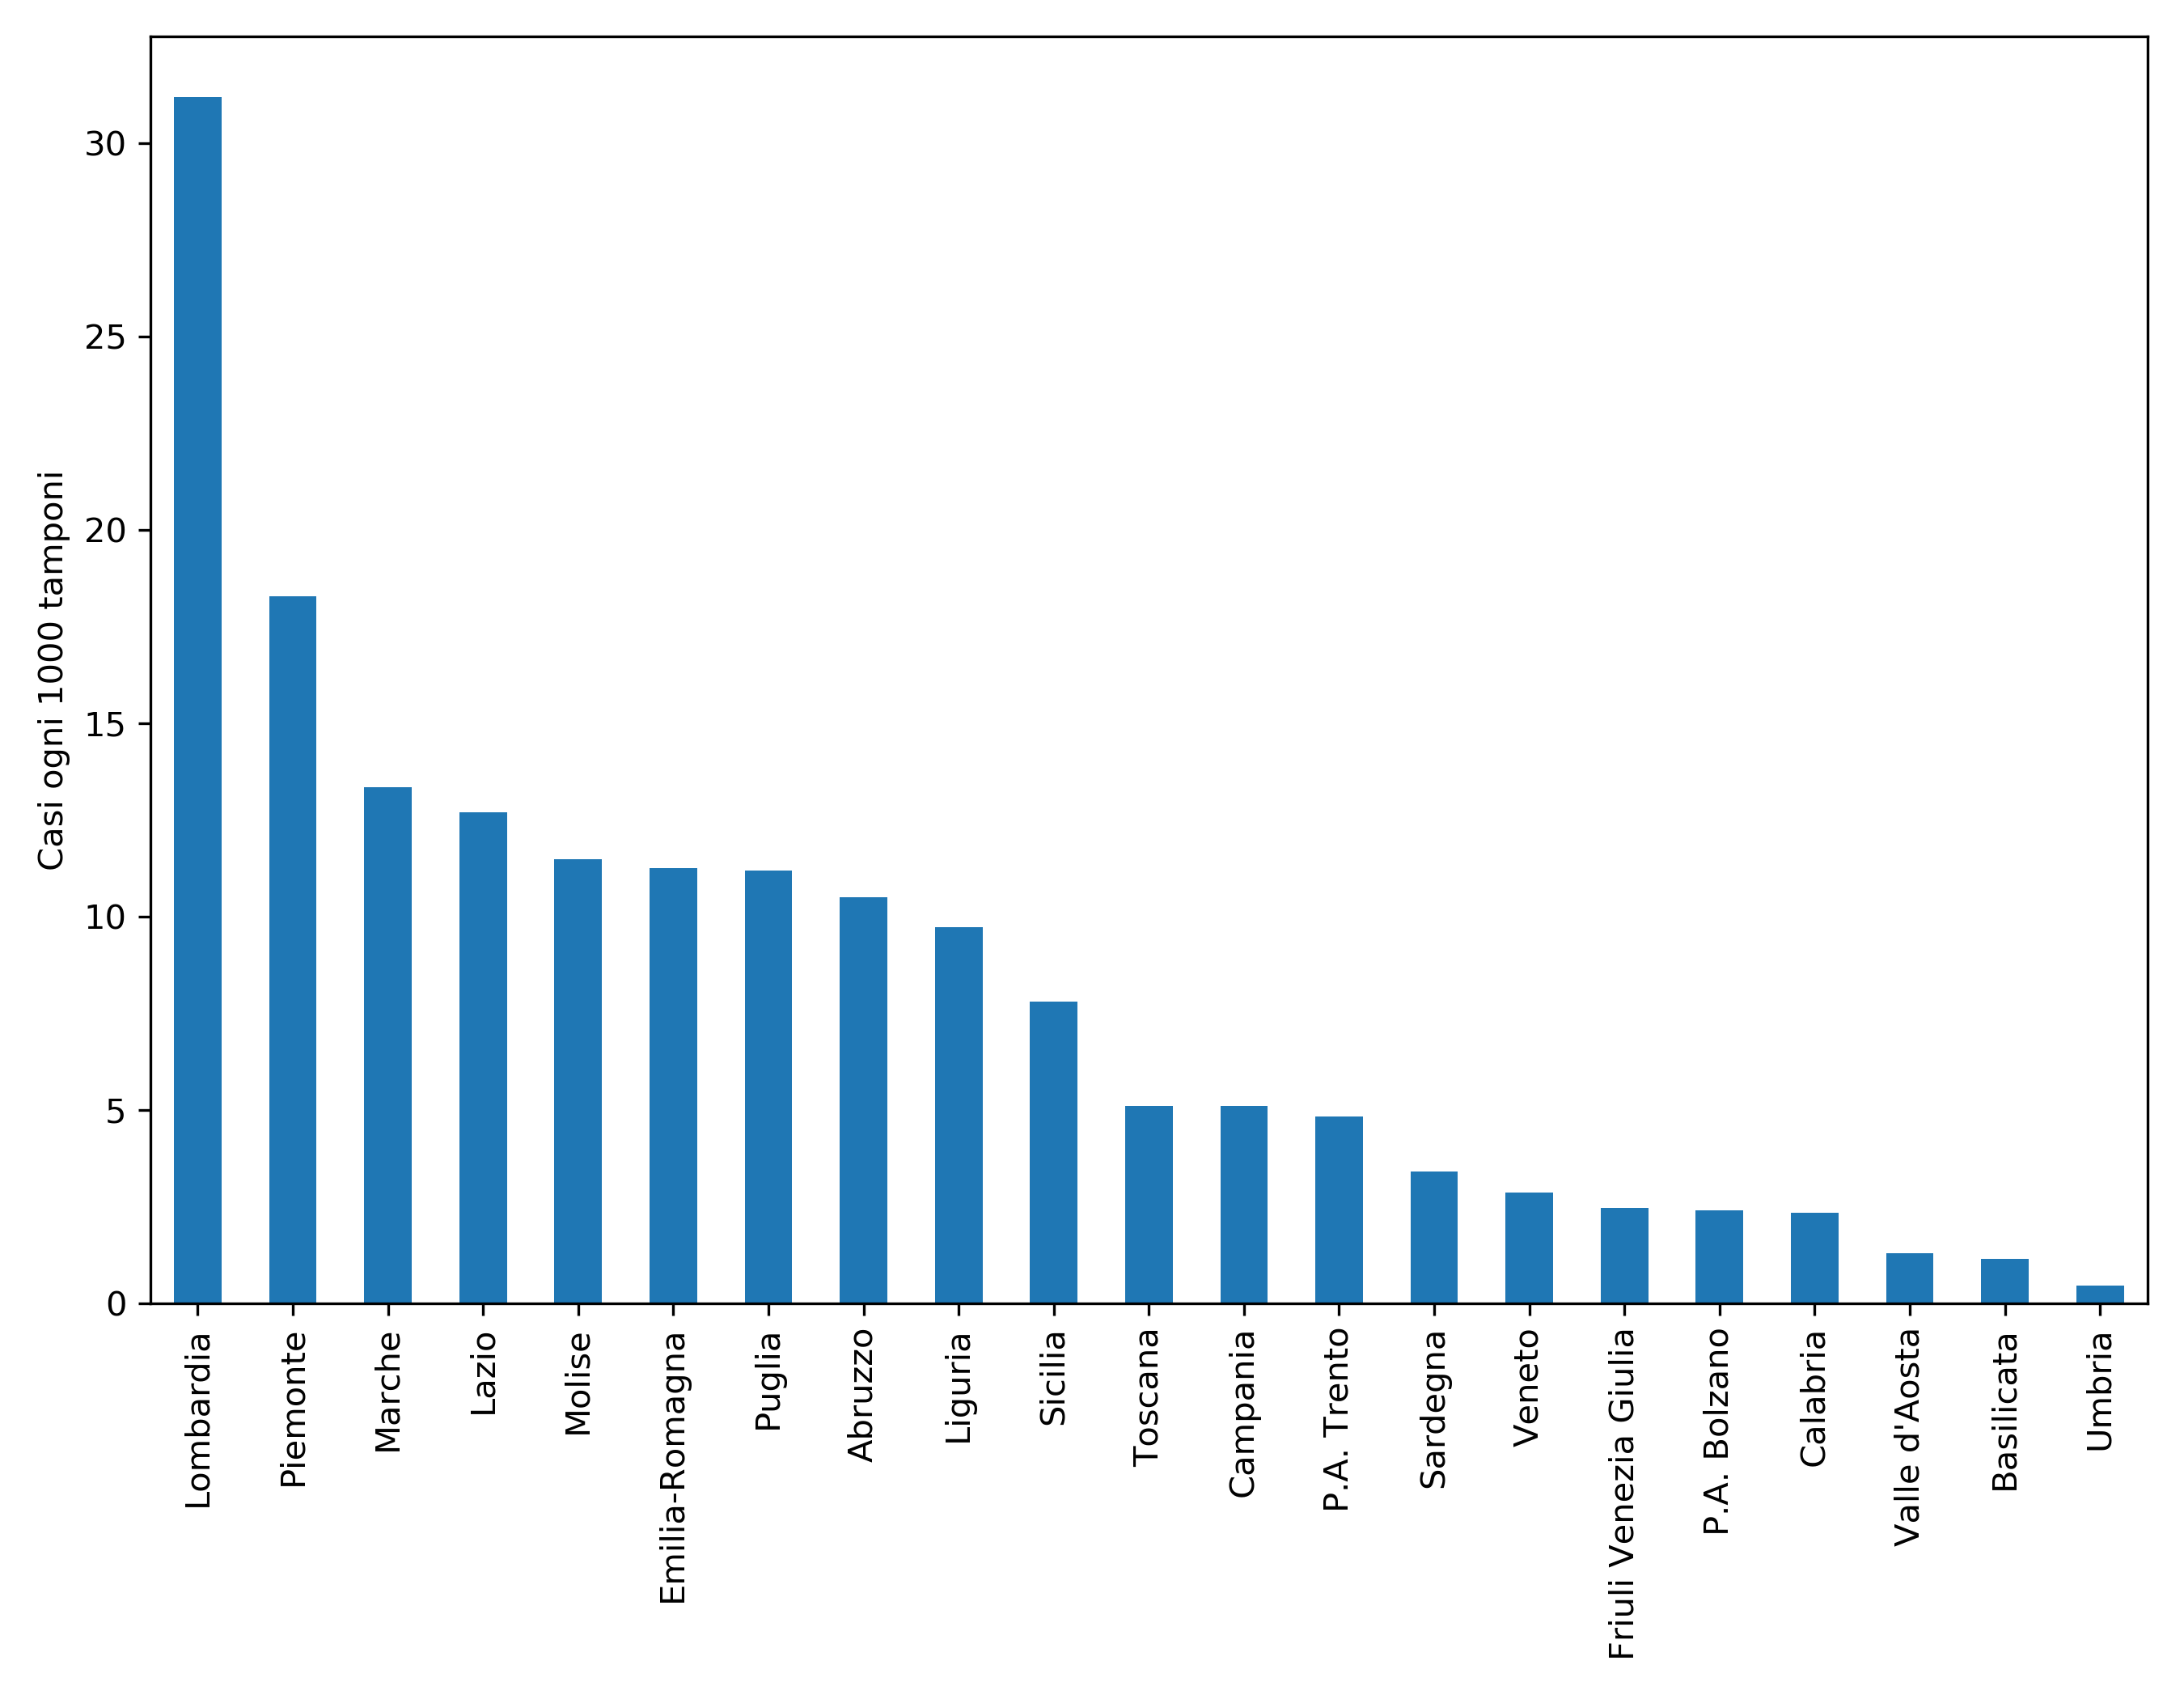 Casi ogni 1000 tamponi
30
25
20
15
10
5
0
Lombardia
Piemonte
Marche
Lazio
Molise
Emilia-Romagna
Puglia
Abruzzo
Liguria
Sicilia
Toscana
Campania
P.A. Trento
Sardegna
Veneto
Friuli Venezia Giulia
P.A. Bolzano
Calabria
Valle d'Aosta
Basilicata
Umbria